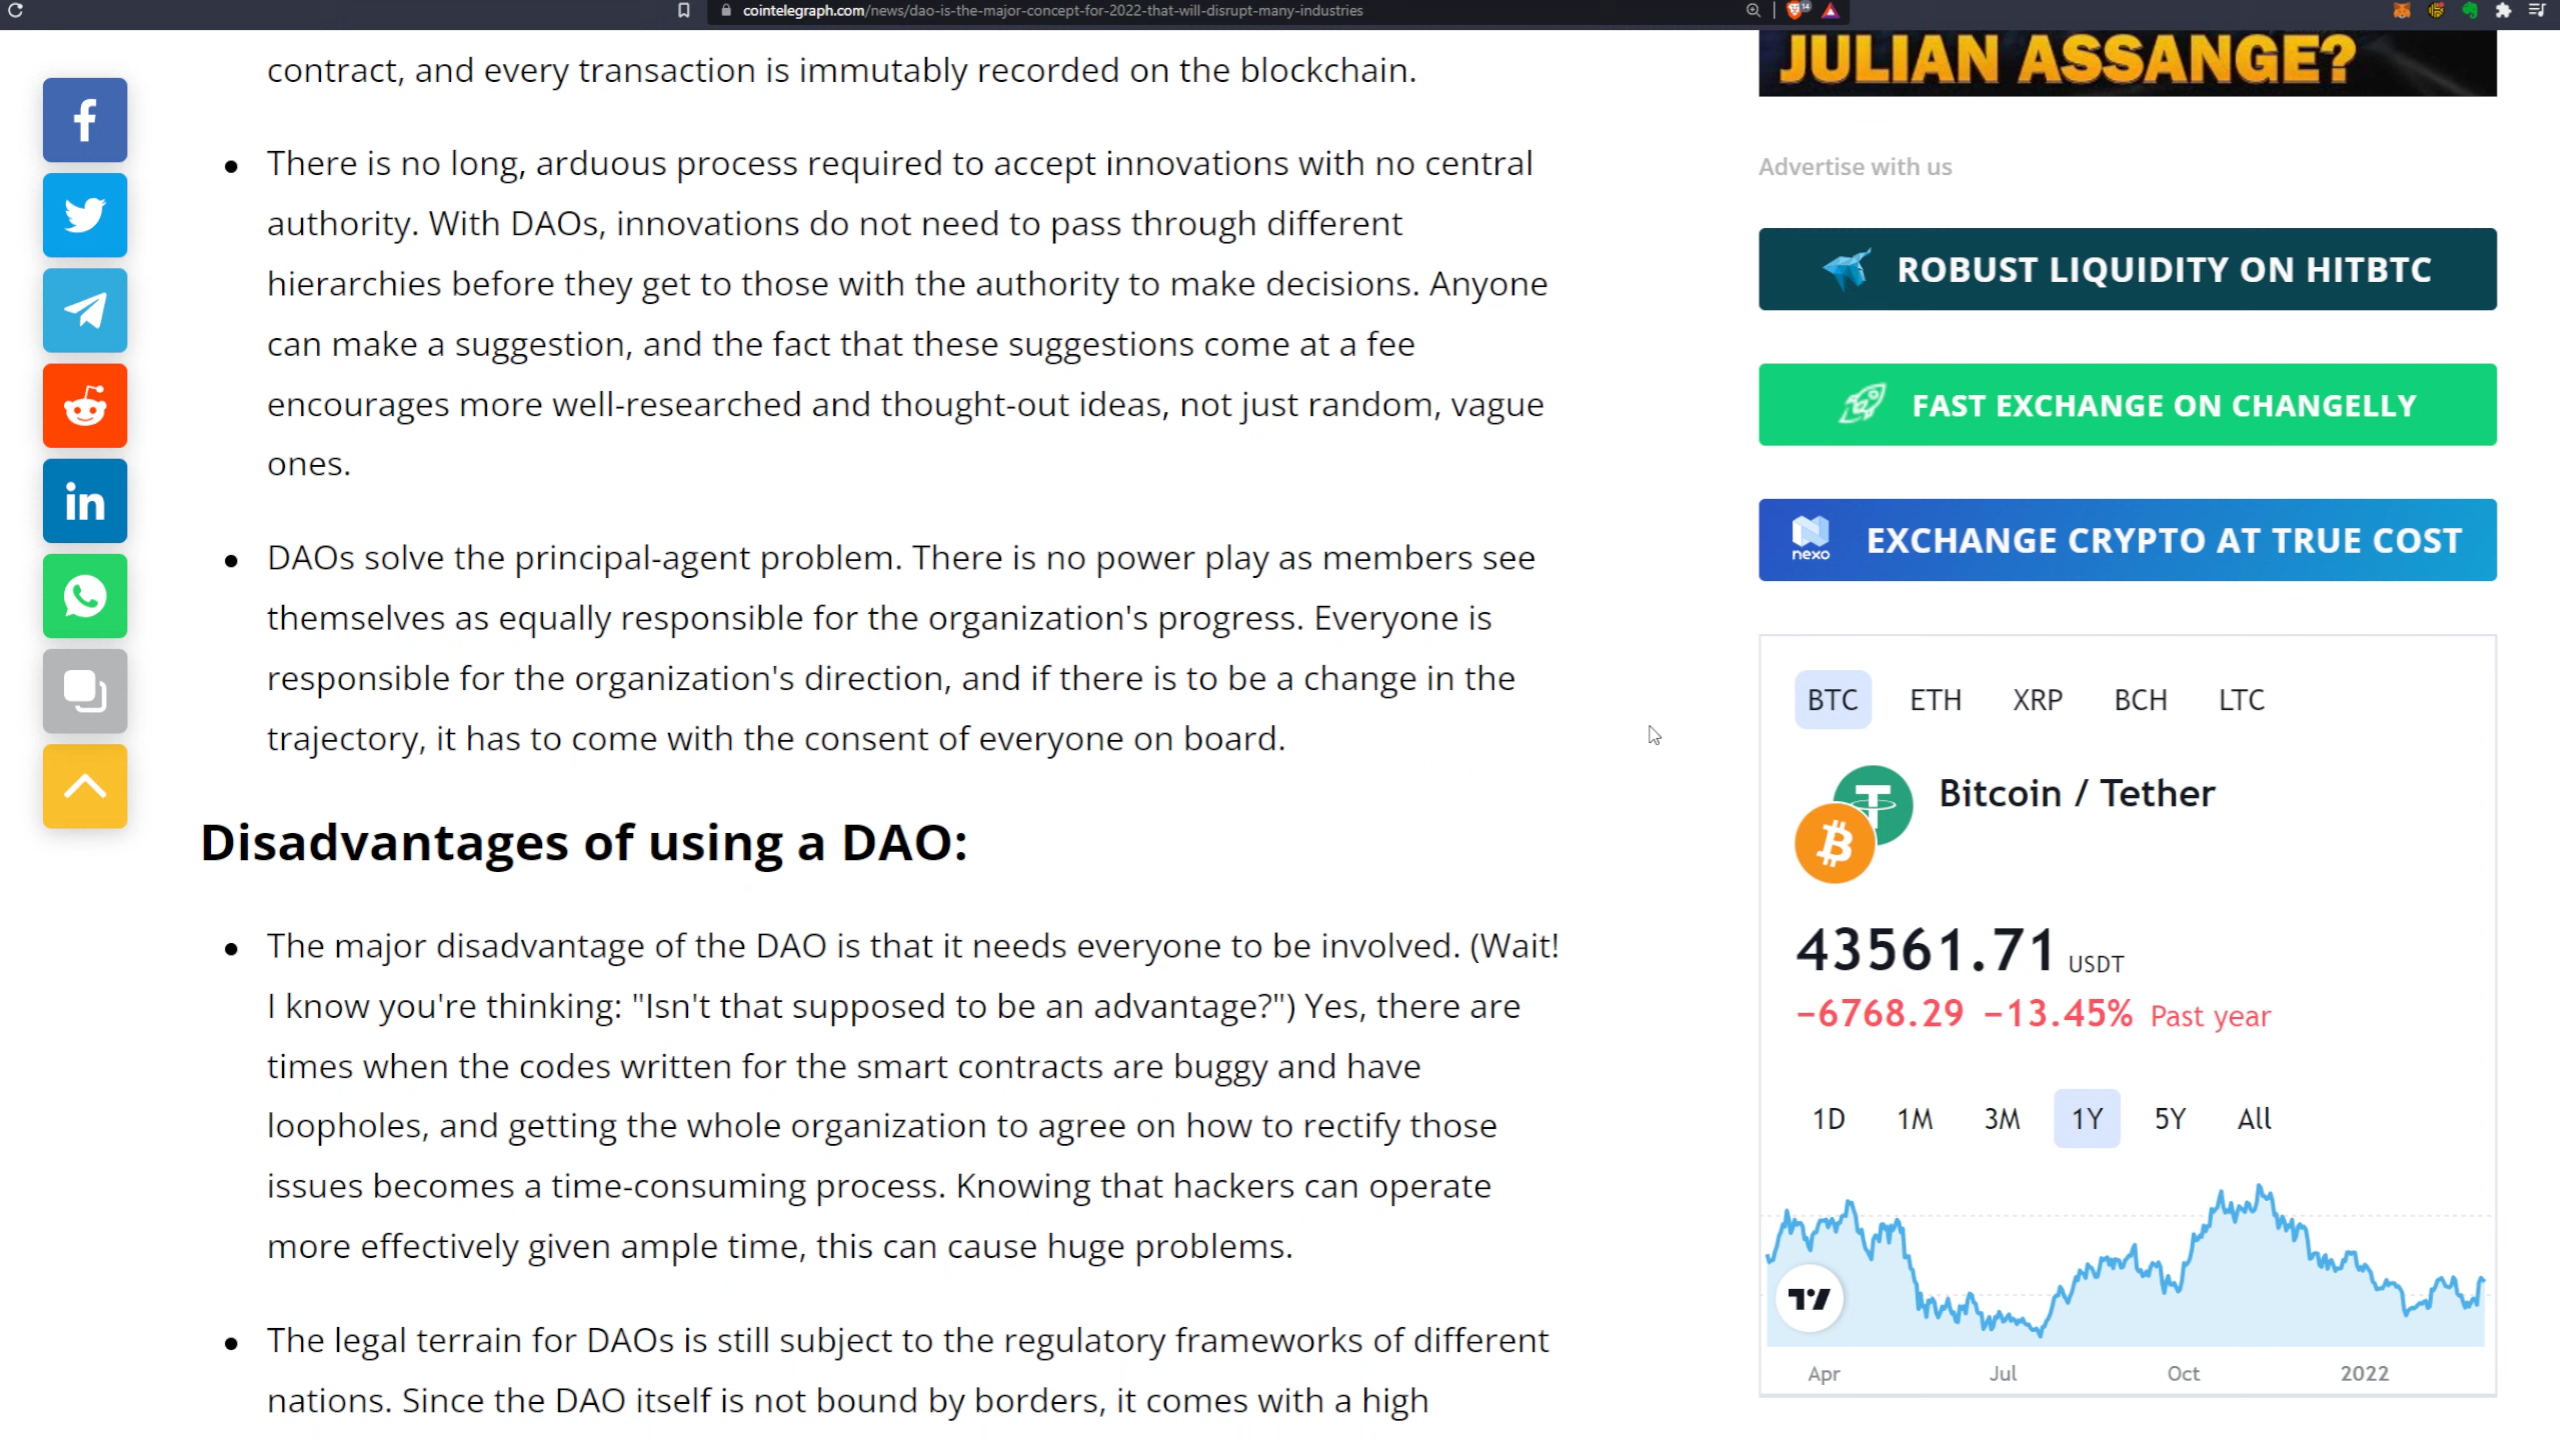 cointelegraph.com/news/dao-is-the-major-concept-for-2022-that-will-disrupt-many-industries
14
contract, and every transaction is immutably recorded on the blockchain.
There is no long, arduous process required to accept innovations with no central
authority. With DAOs, innovations do not need to pass through different
hierarchies before they get to those with the authority to make decisions. Anyone
can make a suggestion, and the fact that these suggestions come at a fee
encourages more well-researched and thought-out ideas, not just random, vague
ones.
DAOs solve the principal-agent problem. There is no power play as members see
themselves as equally responsible for the organization's progress. Everyone is
responsible for the organization's direction, and if there is to be a change in the
trajectory, it has to come with the consent of everyone on board.
Disadvantages of using a DAO:
The major disadvantage of the DAO is that it needs everyone to be involved. (Wait!
I know you're thinking: "Isn't that supposed to be an advantage?") Yes, there are
times when the codes written for the smart contracts are buggy and have
loopholes, and getting the whole organization to agree on how to rectify those
issues becomes a time-consuming process. Knowing that hackers can operate
more effectively given ample time, this can cause huge problems.
The legal terrain for DAOs is still subject to the regulatory frameworks of different
nations. Since the DAO itself is not bound by borders, it comes with a high
JULIAN ASSANGE?
Advertise with us
ROBUST LIQUIDITY ON HITBTC
FAST EXCHANGE ON CHANGELLY
nexo EXCHANGE CRYPTO AT TRUE COST
BTC ETH XRP BCH LTC
Bitcoin / Tether
43561.71 USDT
−6768.29 −13.45% Past year
1D 1M 3M 1Y 5Y All
Apr Jul Oct 2022